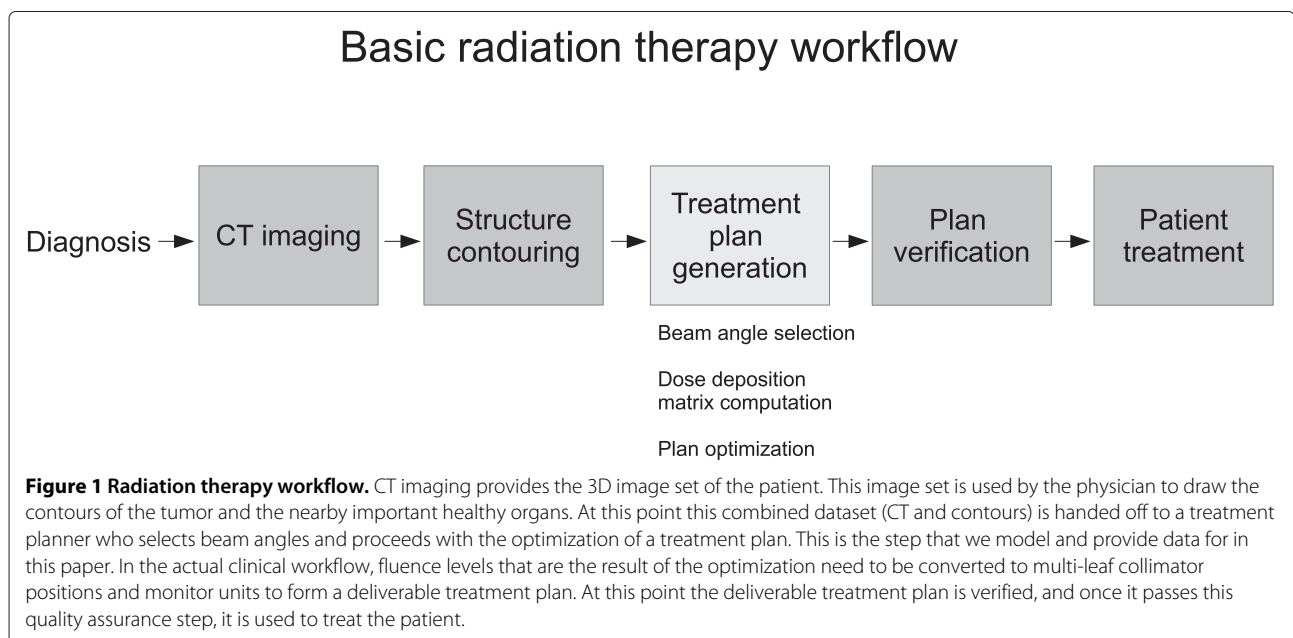 Basic radiation therapy workflow
Diagnosis
CT imaging
Structure
contouring
Treatment
plan
generation
Plan
verification
Patient
treatment
Beam angle selection
Dose deposition
matrix computation
Plan optimization
Figure 1 Radiation therapy workflow. CT imaging provides the 3D image set of the patient. This image set is used by the physician to draw the
contours of the tumor and the nearby important healthy organs. At this point this combined dataset (CT and contours) is handed off to a treatment
planner who selects beam angles and proceeds with the optimization of a treatment plan. This is the step that we model and provide data for in
this paper. In the actual clinical workflow, fluence levels that are the result of the optimization need to be converted to multi-leaf collimator
positions and monitor units to form a deliverable treatment plan. At this point the deliverable treatment plan is verified, and once it passes this
quality assurance step, it is used to treat the patient.